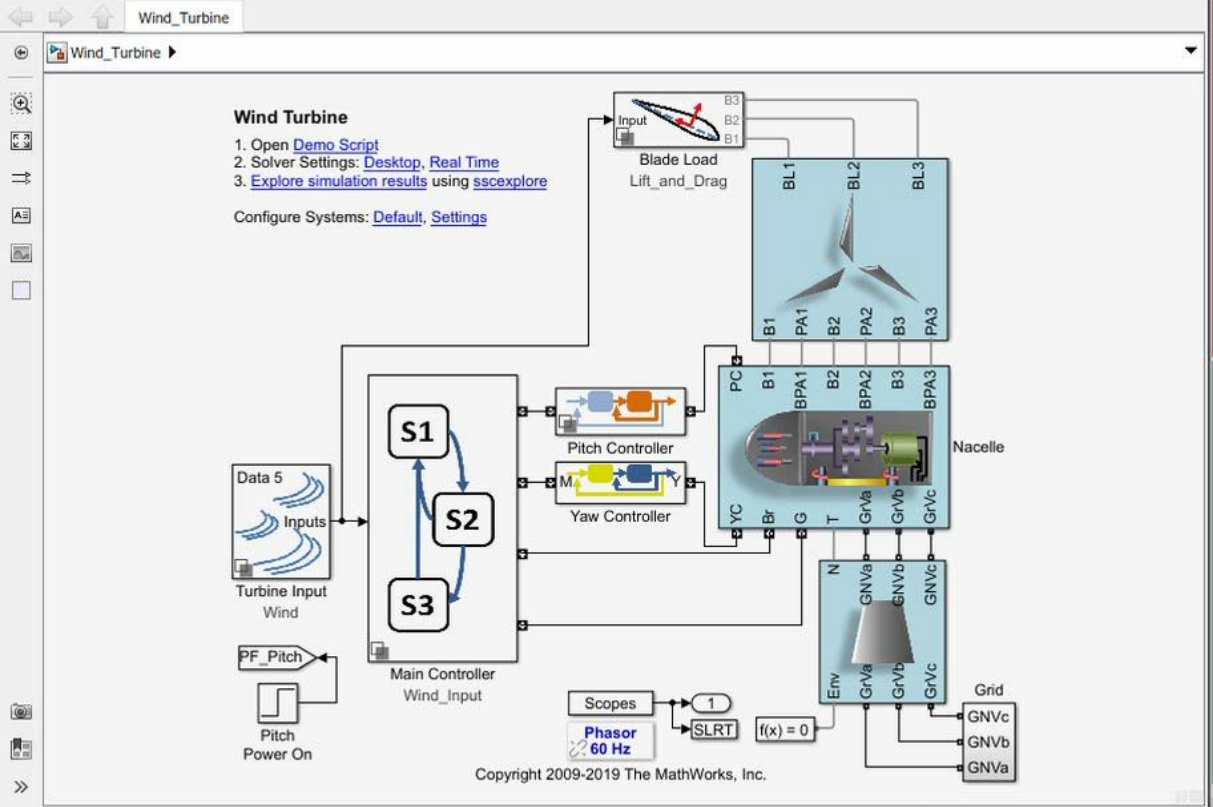 Wind_Turbine
Wind_Turbine
Wind Turbine
1. Open Demo Script
2. Solver Settings: Desktop, Real Time
3. Explore simulation results using sscexplore
Configure Systems: Default, Settings
Input
B3
B2
B1
Blade Load
Lift_and_Drag
BL1
BL2
BL3
B1
PA1
B2
PA2
B3
PA3
PC
B1
BPA1
B2
BPA2
B3
BPA3
Nacelle
YC
Br
G
T
GrVa
GrVb
GrVc
S1
S2
S3
Main Controller
Wind_Input
Pitch Controller
M
Y
Yaw Controller
Data 5
Inputs
Turbine Input
Wind
PF_Pitch
Pitch
Power On
N
GNVa
GNVb
GNVc
Env
GrVa
GrVb
GrVc
Grid
GNVc
GNVb
GNVa
Scopes
1
SLRT
f(x) = 0
Phasor
60 Hz
Copyright 2009-2019 The MathWorks, Inc.